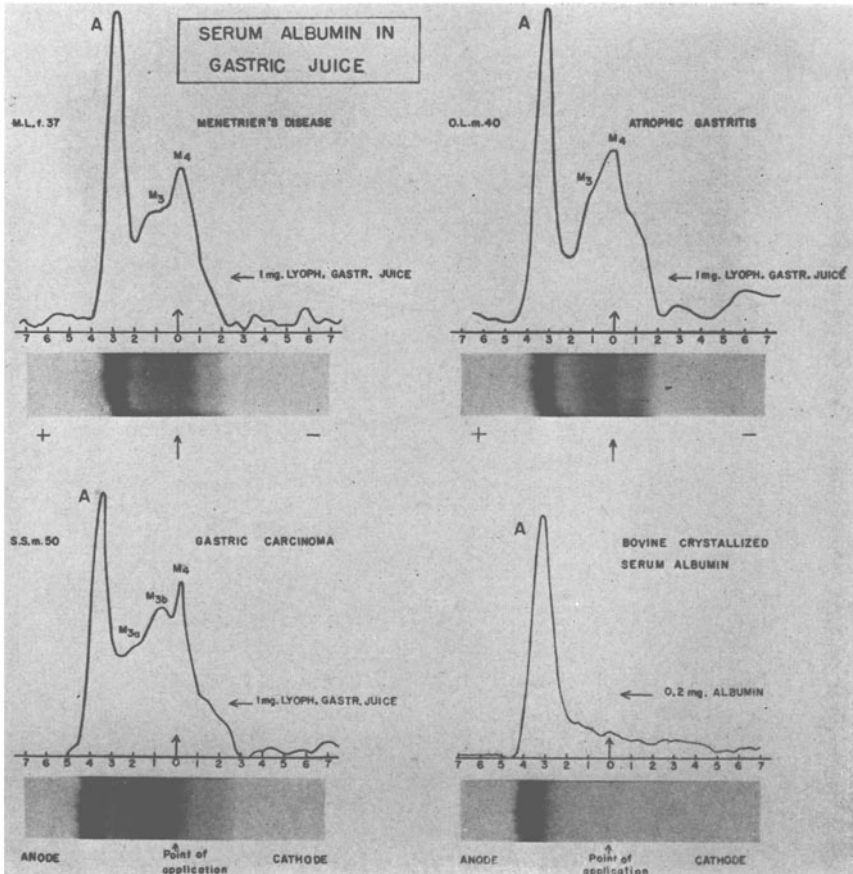 SERUM ALBUMIN IN
GASTRIC JUICE
A
M.L. f. 37
MENETRIER'S DISEASE
M3
M4
1 mg. LYOPH. GASTR. JUICE
7 6 5 4 3 2 1 0 1 2 3 4 5 6 7
+ −
A
O.L. m. 40
ATROPHIC GASTRITIS
M3
M4
1 mg. LYOPH. GASTR. JUICE
7 6 5 4 3 2 1 0 1 2 3 4 5 6 7
+ −
A
S.S. m. 50
GASTRIC CARCINOMA
M3a
M3b
M4
1 mg. LYOPH. GASTR. JUICE
7 6 5 4 3 2 1 0 1 2 3 4 5 6 7
ANODE
Point of
application
CATHODE
A
BOVINE CRYSTALLIZED
SERUM ALBUMIN
0.2 mg. ALBUMIN
7 6 5 4 3 2 1 0 1 2 3 4 5 6 7
ANODE
Point of
application
CATHODE